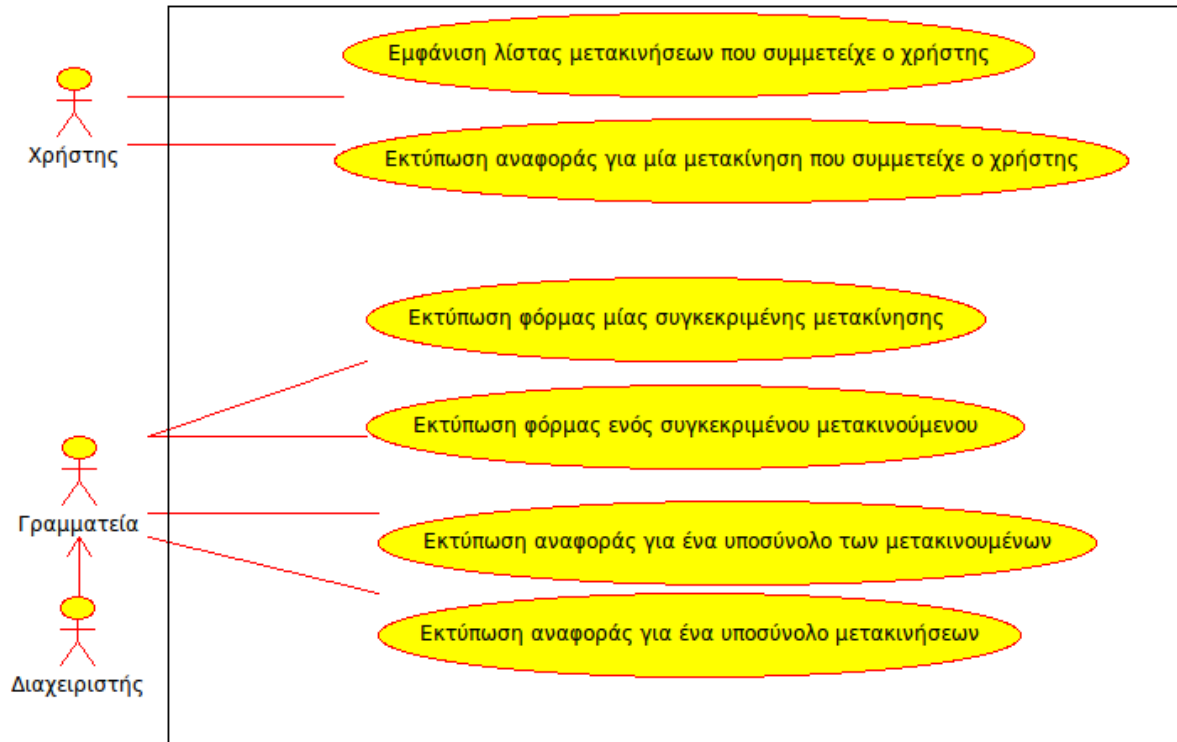 Εμφάνιση λίστας μετακινήσεων που συμμετείχε ο χρήστης
Χρήστης
Εκτύπωση αναφοράς για μία μετακίνηση που συμμετείχε ο χρήστης
Εκτύπωση φόρμας μίας συγκεκριμένης μετακίνησης
Εκτύπωση φόρμας ενός συγκεκριμένου μετακινούμενου
Γραμματεία
Εκτύπωση αναφοράς για ένα υποσύνολο των μετακινουμένων
Εκτύπωση αναφοράς για ένα υποσύνολο μετακινήσεων
Διαχειριστής